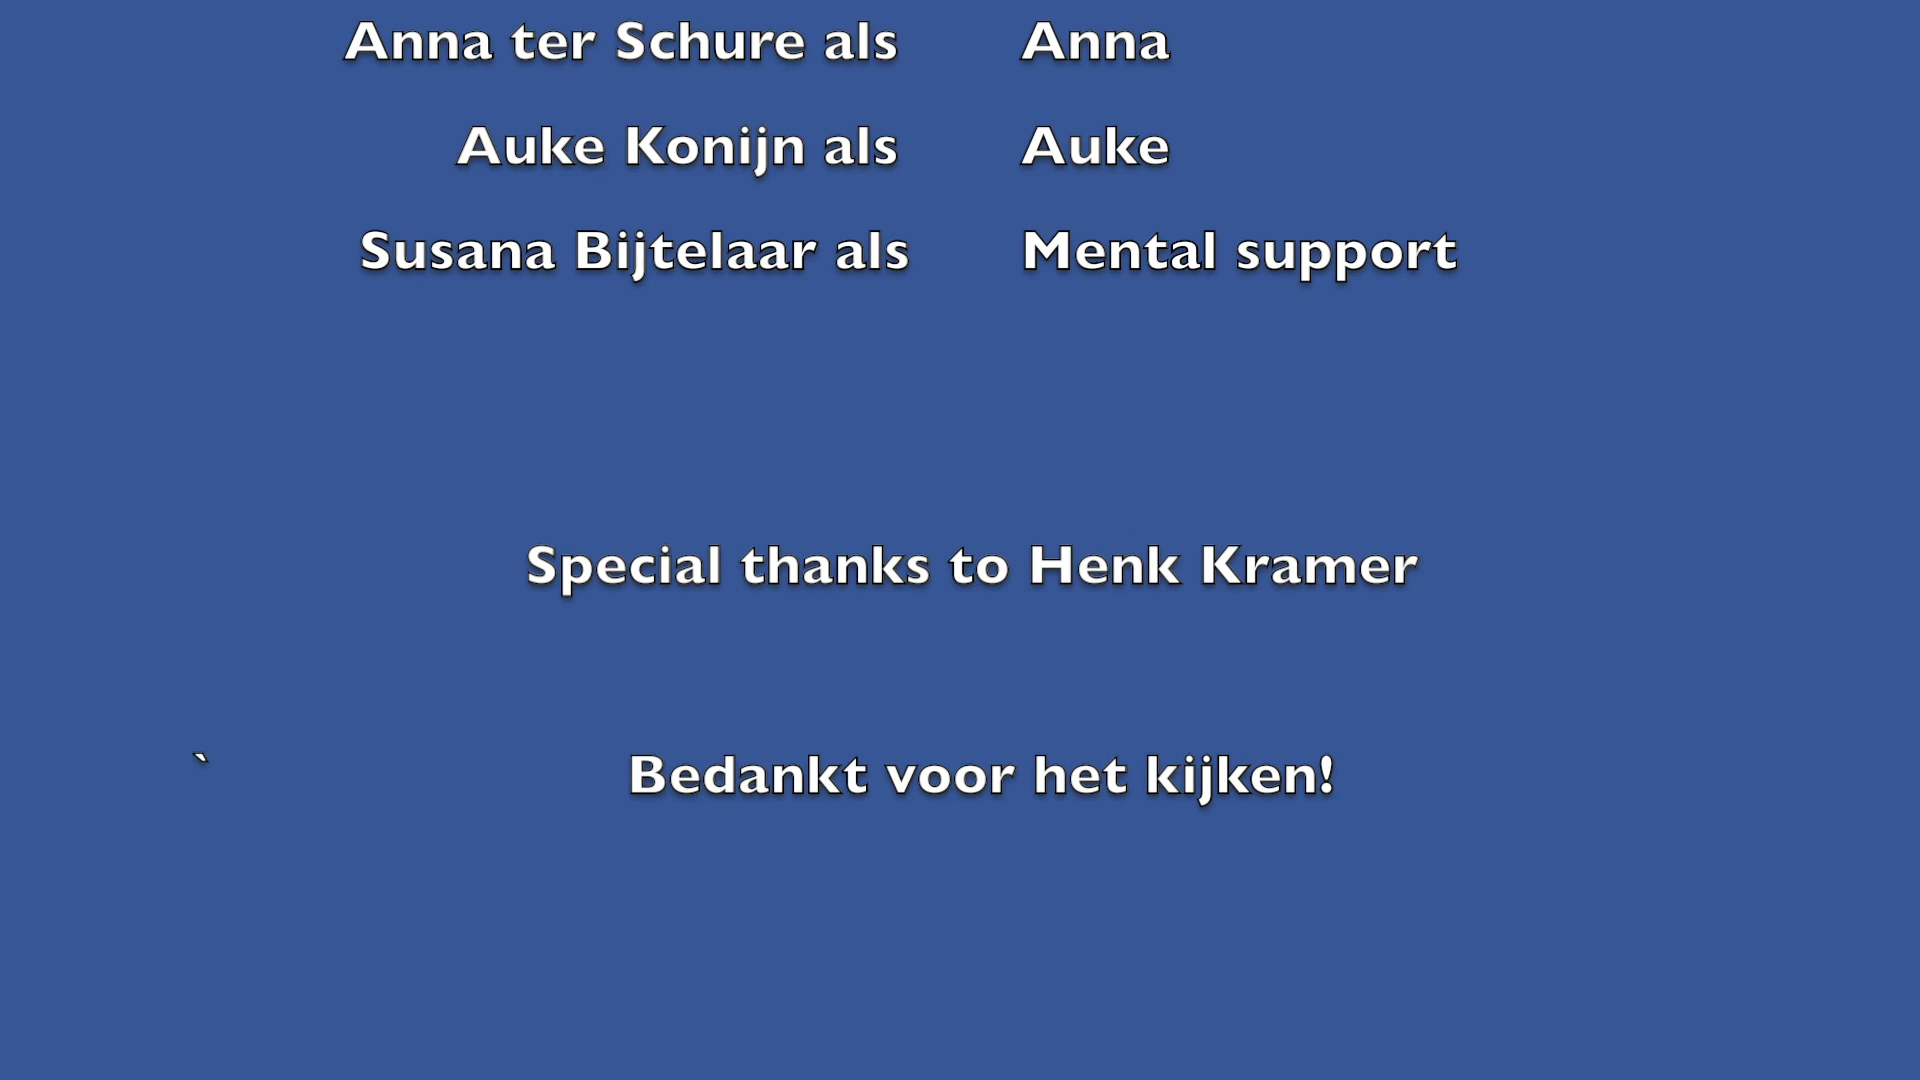 Anna ter Schure als Anna
Auke Konijn als Auke
Susana Bijtelaar als Mental support
Special thanks to Henk Kramer
` Bedankt voor het kijken!